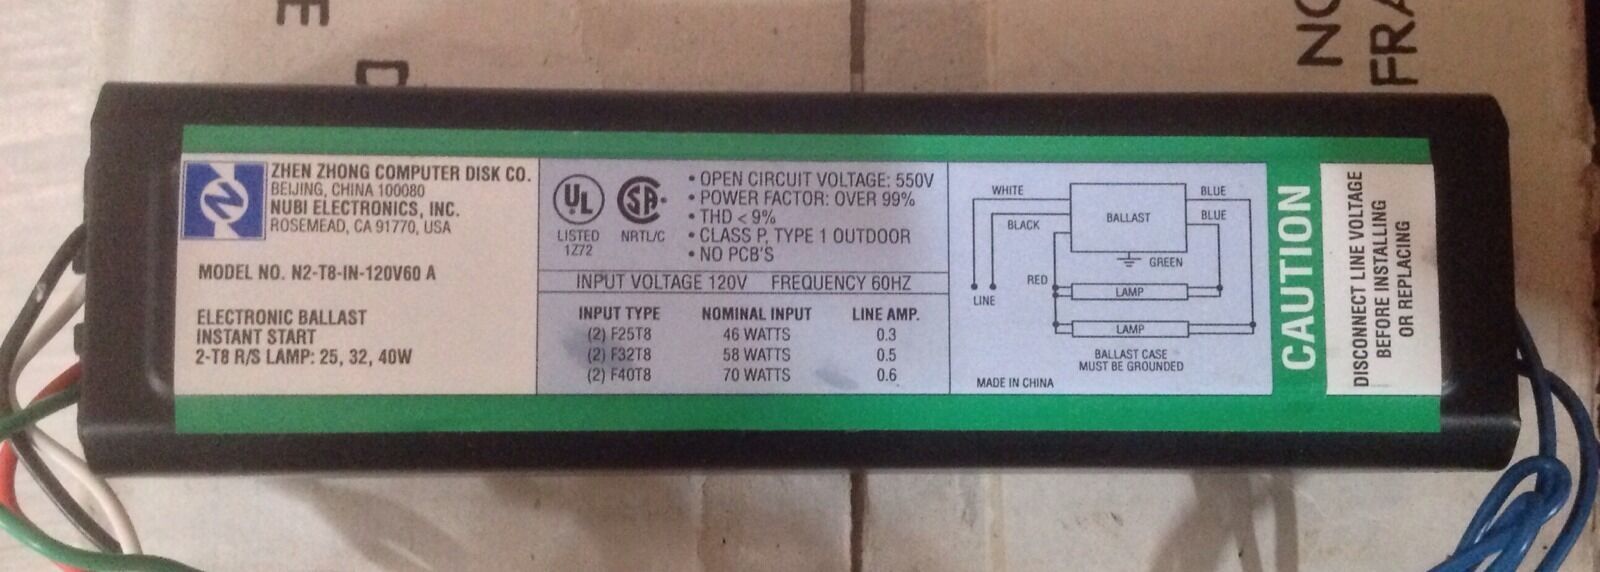 ZHEN ZHONG COMPUTER DISK CO.
BEIJING, CHINA 100080
NUBI ELECTRONICS, INC.
ROSEMEAD, CA 91770, USA
MODEL NO. N2-T8-IN-120V60 A
ELECTRONIC BALLAST
INSTANT START
2-T8 R/S LAMP: 25, 32, 40W
UL
LISTED
1Z72
SA
NRTL/C
• OPEN CIRCUIT VOLTAGE: 550V
• POWER FACTOR: OVER 99%
• THD < 9%
• CLASS P, TYPE 1 OUTDOOR
• NO PCB'S
INPUT VOLTAGE 120V FREQUENCY 60HZ
INPUT TYPE NOMINAL INPUT LINE AMP.
(2) F25T8 46 WATTS 0.3
(2) F32T8 58 WATTS 0.5
(2) F40T8 70 WATTS 0.6
WHITE
BLACK
BALLAST
BLUE
BLUE
GREEN
RED
LINE
LAMP
LAMP
BALLAST CASE
MUST BE GROUNDED
MADE IN CHINA
CAUTION
DISCONNECT LINE VOLTAGE
BEFORE INSTALLING
OR REPLACING